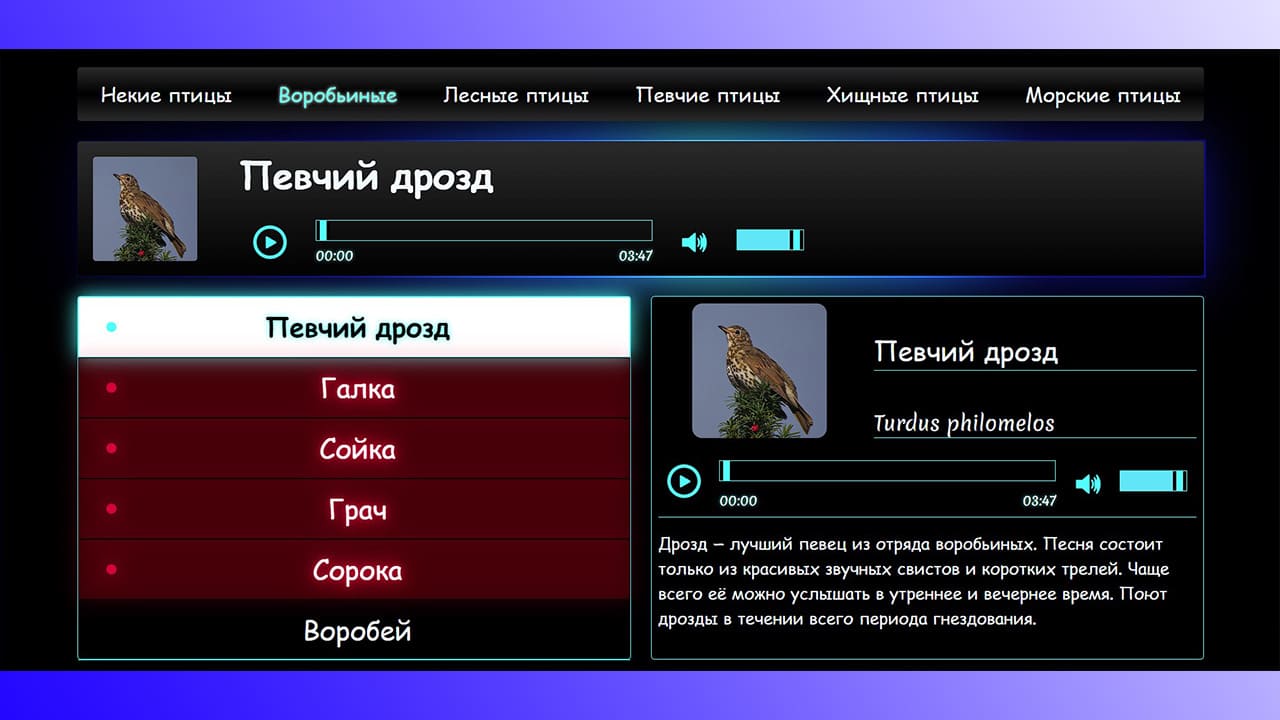 Некие птицы Воробьиные Лесные птицы Певчие птицы Хищные птицы Морские птицы
Певчий дрозд
00:00 03:47
Певчий дрозд
Галка
Сойка
Грач
Сорока
Воробей
Певчий дрозд
Turdus philomelos
00:00 03:47
Дрозд – лучший певец из отряда воробьиных. Песня состоит
только из красивых звучных свистов и коротких трелей. Чаще
всего её можно услышать в утреннее и вечернее время. Поют
дрозды в течении всего периода гнездования.